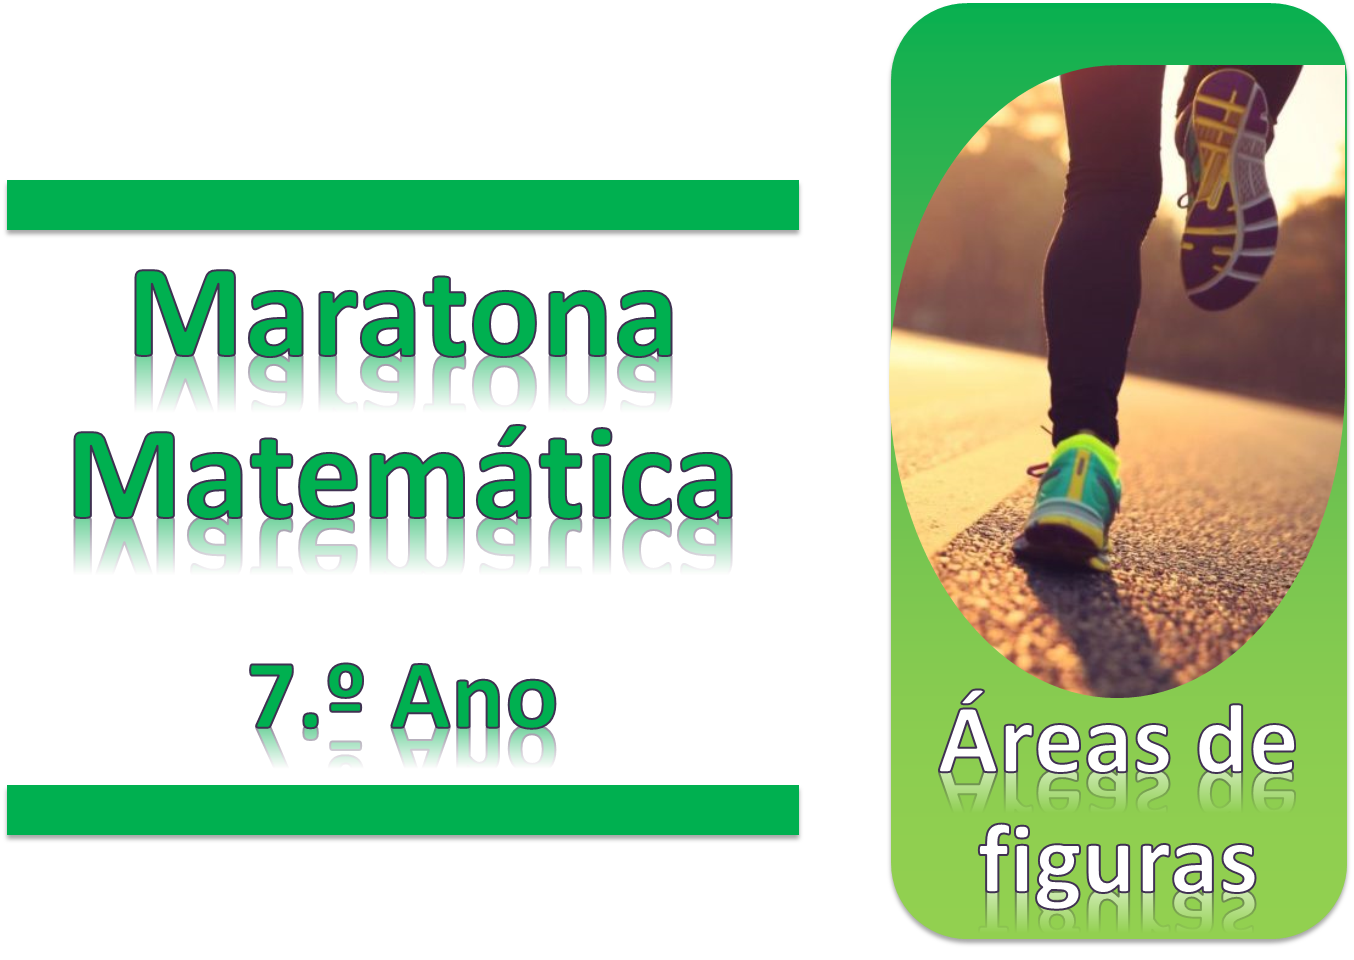 Maratona
Matemática
7.º Ano
Áreas de
figuras